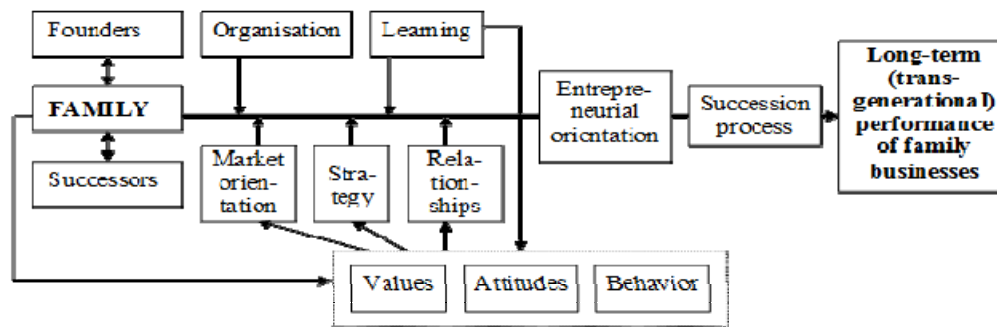 Founders
Organisation
Learning
FAMILY
Successors
Market
orien-
tation
Stra-
tegy
Rela-
tion-
ships
Entrepre-
neurial
orientation
Succession
process
Long-term
(trans-
generational)
performance
of family
businesses
Values
Attitudes
Behavior